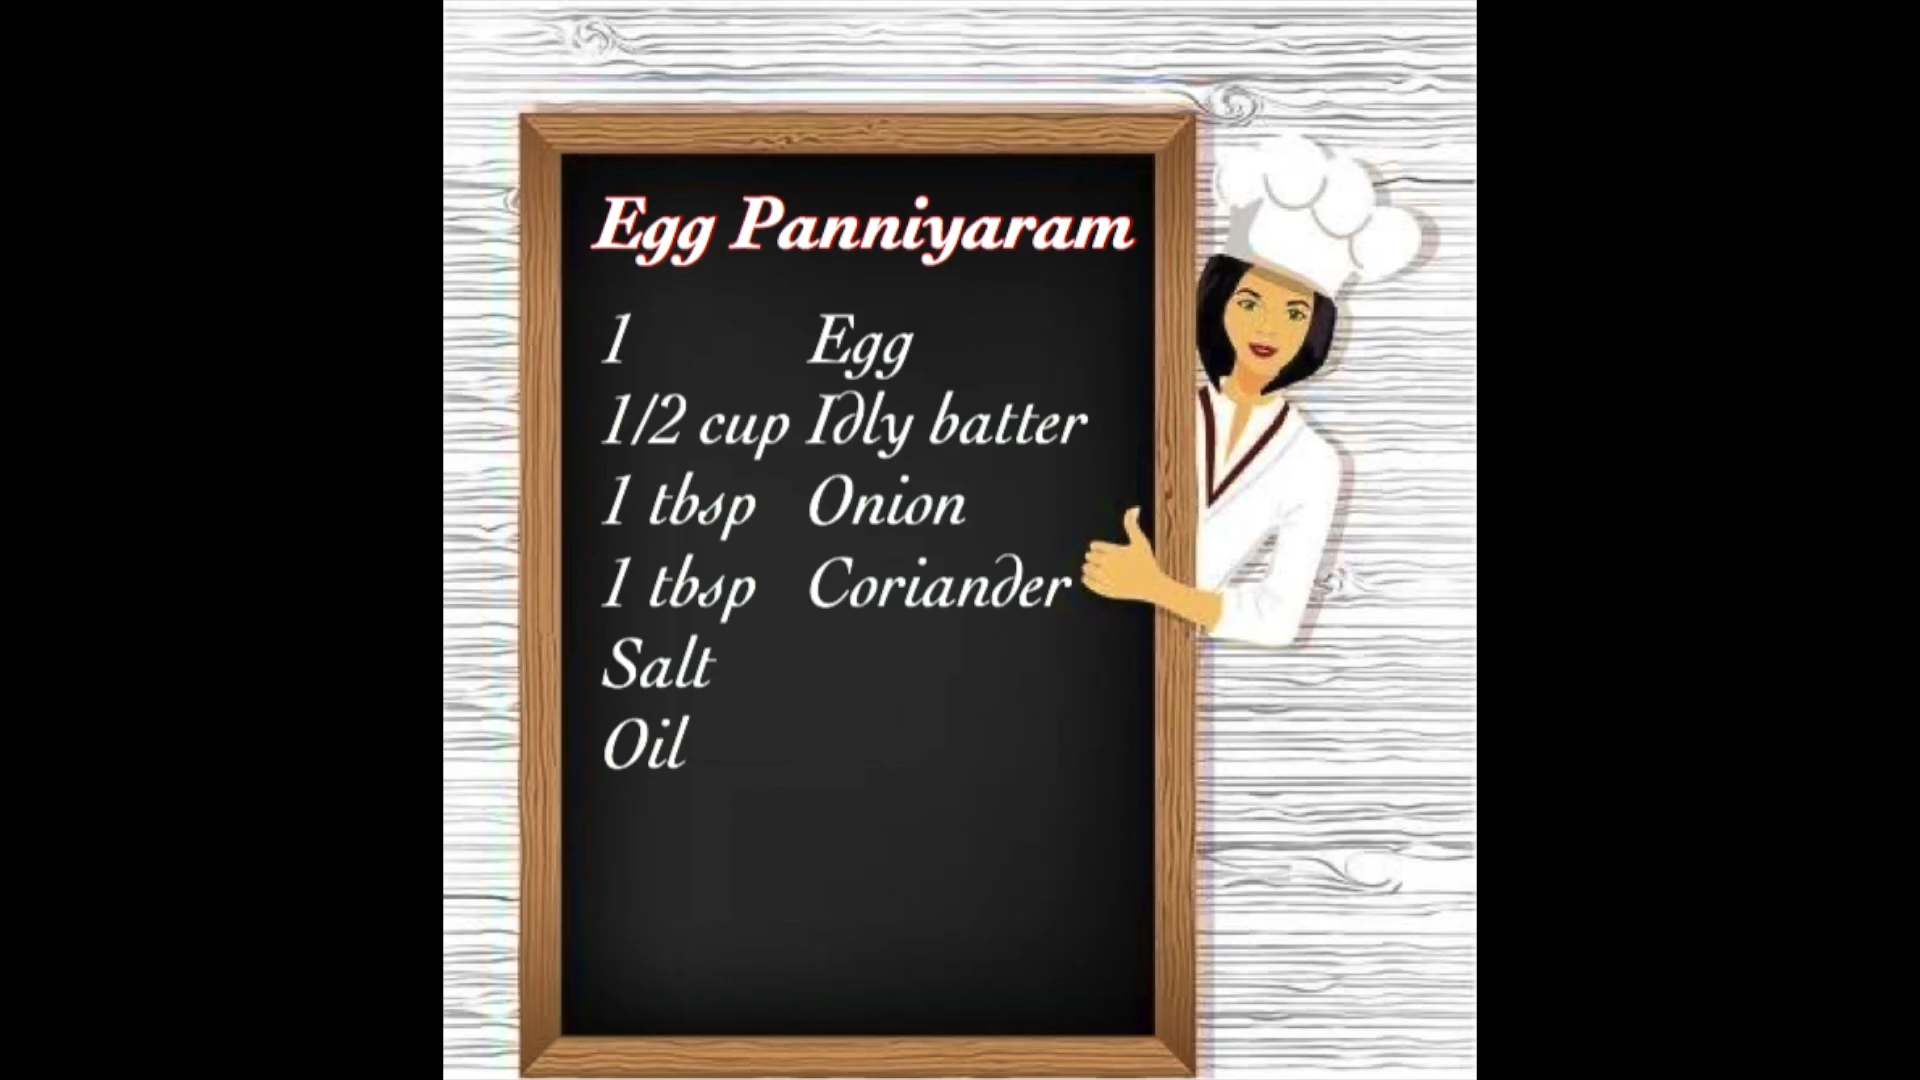 Egg Panniyaram
1 Egg
1/2 cup Idly batter
1 tbsp Onion
1 tbsp Coriander
Salt
Oil